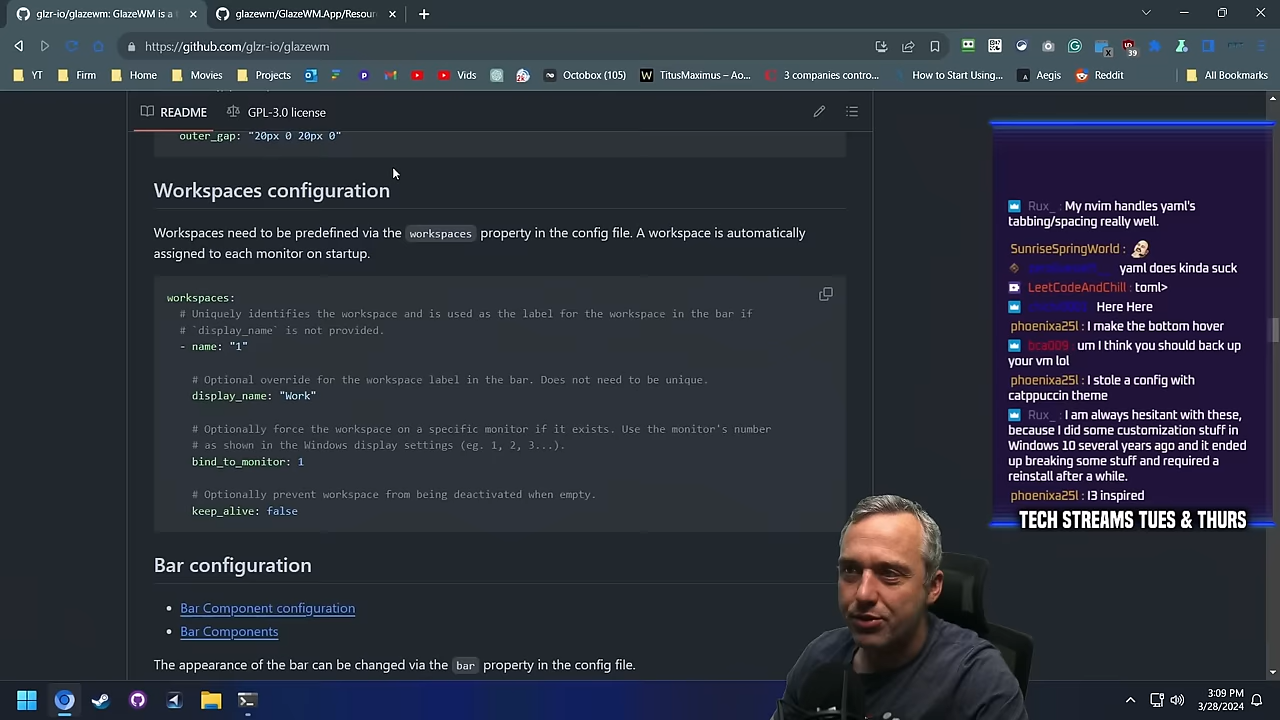 glzr-io/glazewm: GlazeWM is a
glazewm/GlazeWM.App/Resour
https://github.com/glzr-io/glazewm
39
YT
Firm
Home
Movies
Projects
Vids
Octobox (105)
TitusMaximus – Ao...
3 companies contro...
How to Start Using...
Aegis
Reddit
All Bookmarks
README
GPL-3.0 license
outer_gap: "20px 0 20px 0"
Workspaces configuration
Workspaces need to be predefined via the workspaces property in the config file. A workspace is automatically
assigned to each monitor on startup.
workspaces:
# Uniquely identifies the workspace and is used as the label for the workspace in the bar if
# `display_name` is not provided.
- name: "1"
# Optional override for the workspace label in the bar. Does not need to be unique.
display_name: "Work"
# Optionally force the workspace on a specific monitor if it exists. Use the monitor's number
# as shown in the Windows display settings (eg. 1, 2, 3...).
bind_to_monitor: 1
# Optionally prevent workspace from being deactivated when empty.
keep_alive: false
Bar configuration
• Bar Component configuration
• Bar Components
The appearance of the bar can be changed via the bar property in the config file.
Rux_ : My nvim handles yaml's
tabbing/spacing really well.
SunriseSpringWorld :
yaml does kinda suck
LeetCodeAndChill : toml>
Here Here
phoenixa25l : I make the bottom hover
bca009 : um I think you should back up
your vm lol
phoenixa25l : I stole a config with
catppuccin theme
Rux_ : I am always hesitant with these,
because I did some customization stuff in
Windows 10 several years ago and it ended
up breaking some stuff and required a
reinstall after a while.
phoenixa25l : I3 inspired
TECH STREAMS TUES & THURS
3:09 PM
3/28/2024